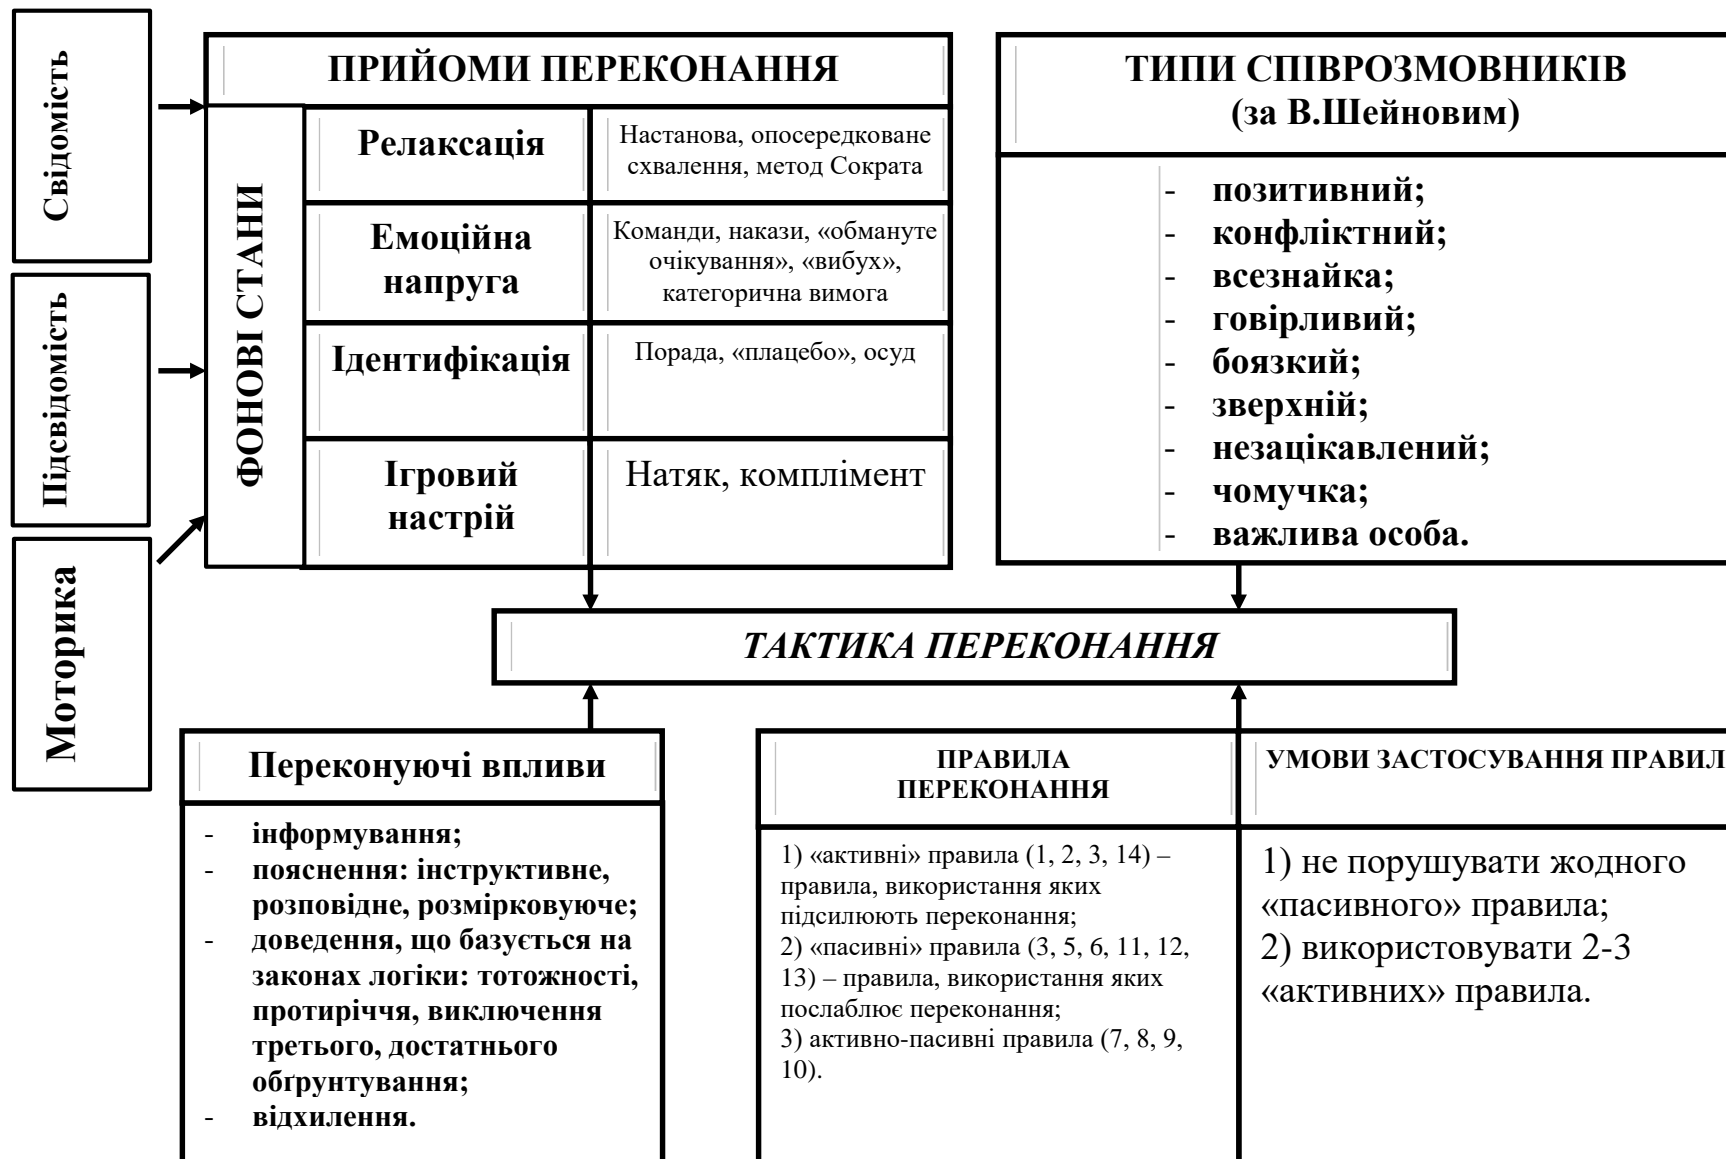 Свідомість
Підсвідомість
Моторика
ПРИЙОМИ ПЕРЕКОНАННЯ
ФОНОВІ СТАНИ
Релаксація
Настанова, опосередковане
схвалення, метод Сократа
Емоційна
напруга
Команди, накази, «обмануте
очікування», «вибух»,
категорична вимога
Ідентифікація
Порада, «плацебо», осуд
Ігровий
настрій
Натяк, комплімент
ТИПИ СПІВРОЗМОВНИКІВ
(за В.Шейновим)
- позитивний;
- конфліктний;
- всезнайка;
- говірливий;
- боязкий;
- зверхній;
- незацікавлений;
- чомучка;
- важлива особа.
ТАКТИКА ПЕРЕКОНАННЯ
Переконуючі впливи
- інформування;
- пояснення: інструктивне,
розповідне, розмірковуюче;
- доведення, що базується на
законах логіки: тотожності,
протиріччя, виключення
третього, достатнього
обґрунтування;
- відхилення.
ПРАВИЛА
ПЕРЕКОНАННЯ
1) «активні» правила (1, 2, 3, 14) –
правила, використання яких
підсилюють переконання;
2) «пасивні» правила (3, 5, 6, 11, 12,
13) – правила, використання яких
послаблює переконання;
3) активно-пасивні правила (7, 8, 9,
10).
УМОВИ ЗАСТОСУВАННЯ ПРАВИЛ
1) не порушувати жодного
«пасивного» правила;
2) використовувати 2-3
«активних» правила.